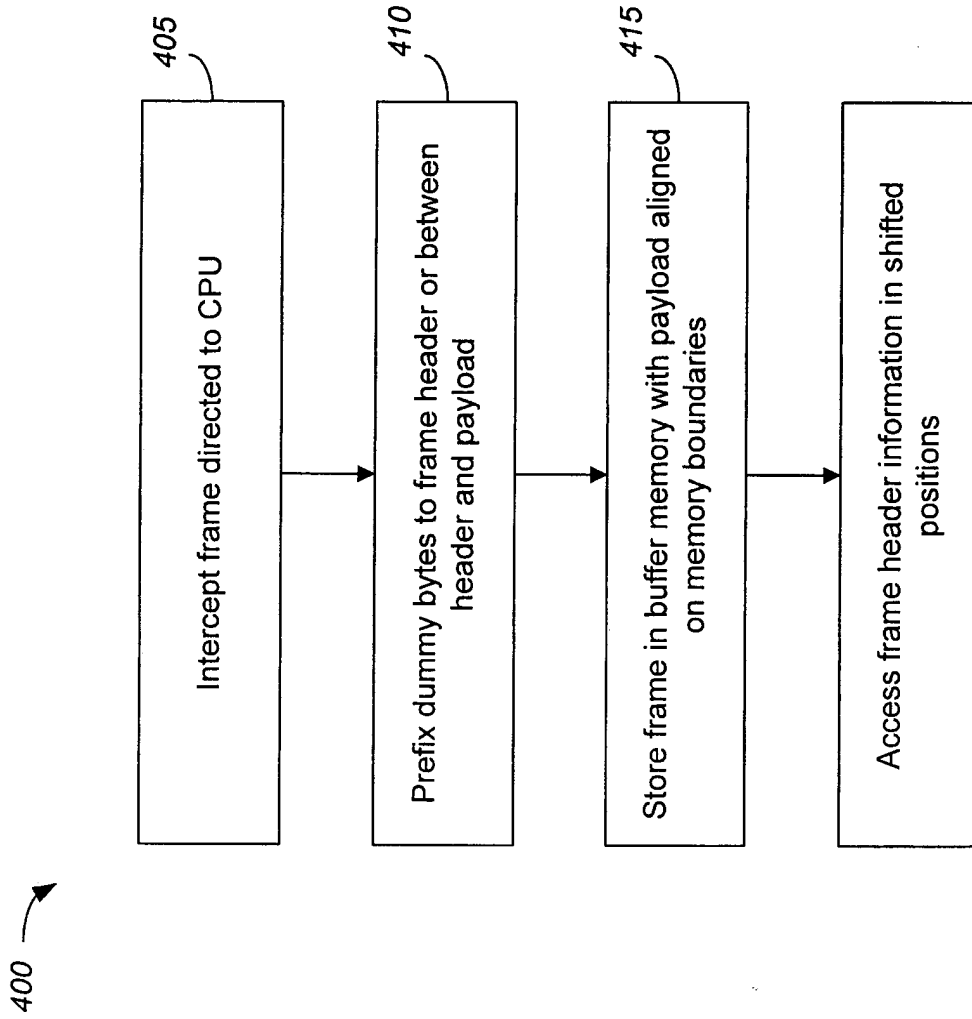 400
405
Intercept frame directed to CPU
410
Prefix dummy bytes to frame header or between
header and payload
415
Store frame in buffer memory with payload aligned
on memory boundaries
Access frame header information in shifted
positions